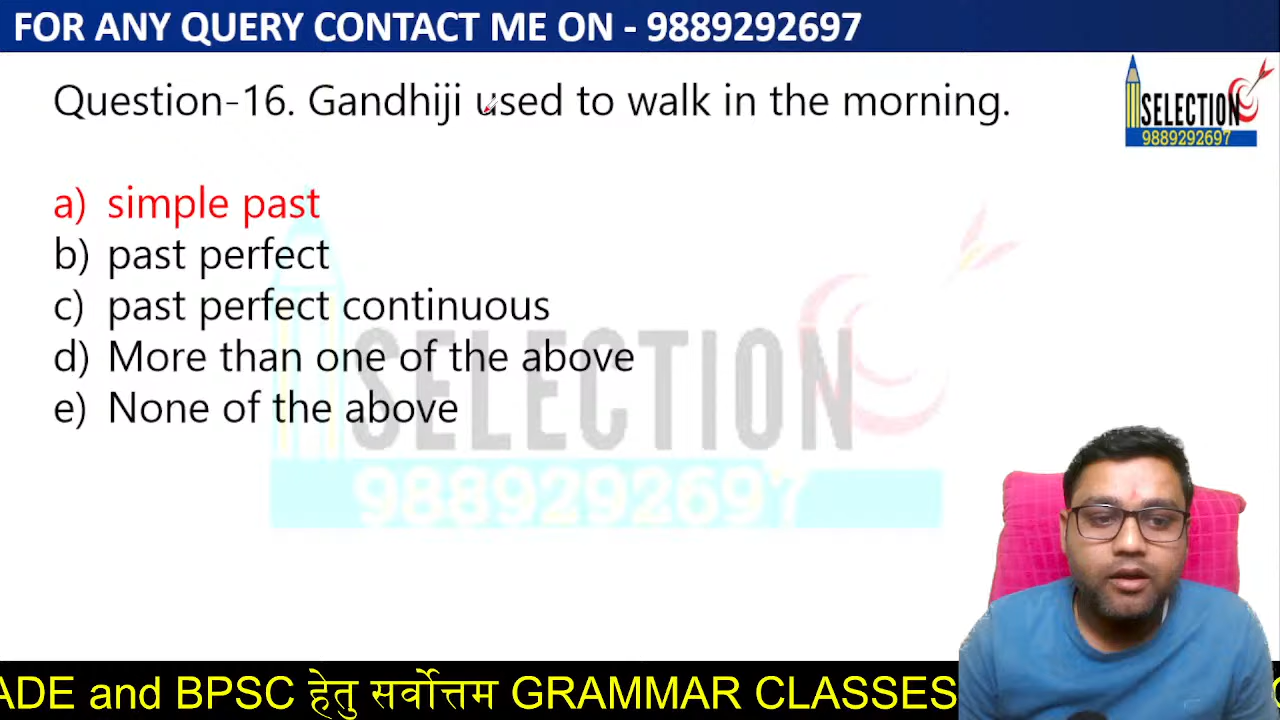 FOR ANY QUERY CONTACT ME ON - 9889292697
SELECTION
9889292697
Question-16. Gandhiji used to walk in the morning.
a) simple past
b) past perfect
c) past perfect continuous
d) More than one of the above
e) None of the above
SELECTION
9889292697
ADE and BPSC हेतु सर्वोत्तम GRAMMAR CLASSES